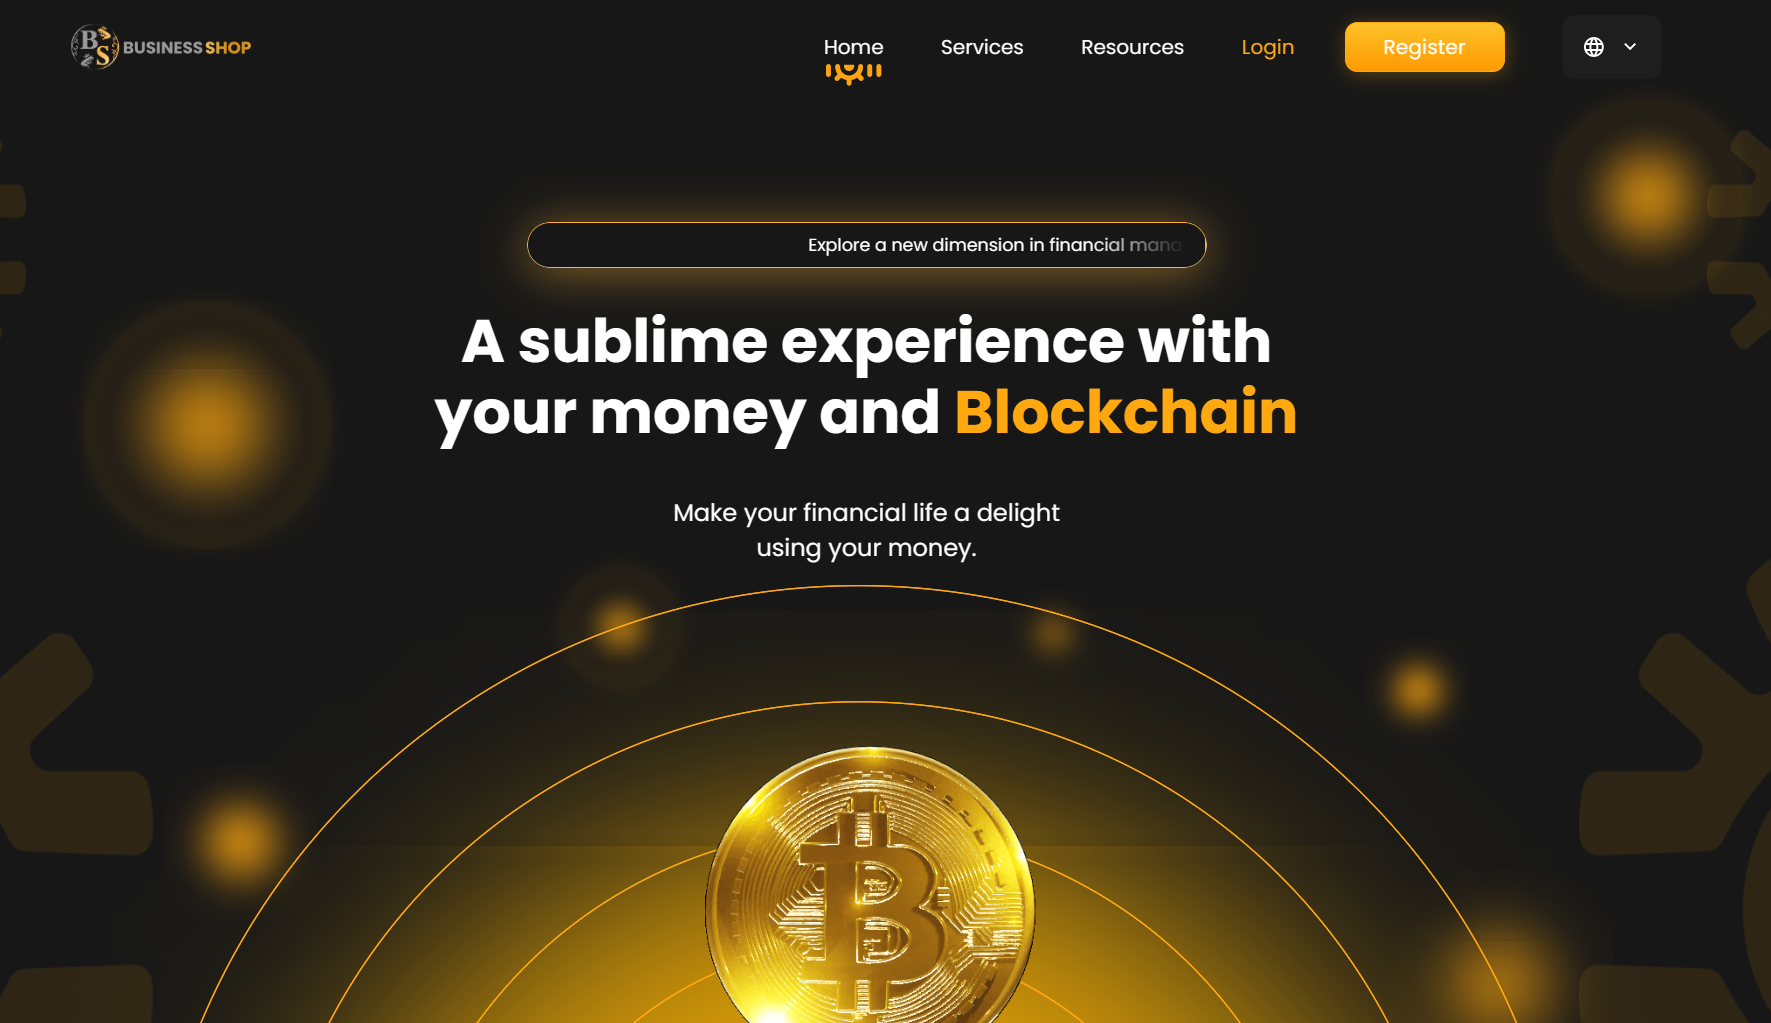 BS BUSINESS SHOP
Home Services Resources Login Register
Explore a new dimension in financial
A sublime experience with
your money and Blockchain
Make your financial life a delight
using your money.